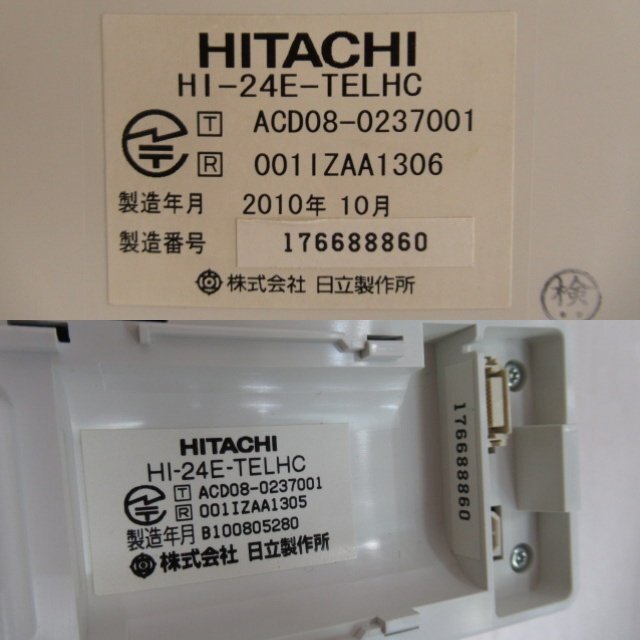 HITACHI
HI-24E-TELHC
T ACD08-0237001
R 001IZAA1306
製造年月 2010年 10月
製造番号 176688860
株式会社 日立製作所
検
HITACHI
HI-24E-TELHC
T ACD08-0237001
R 001IZAA1305
製造年月 B100805280
株式会社 日立製作所
176688860